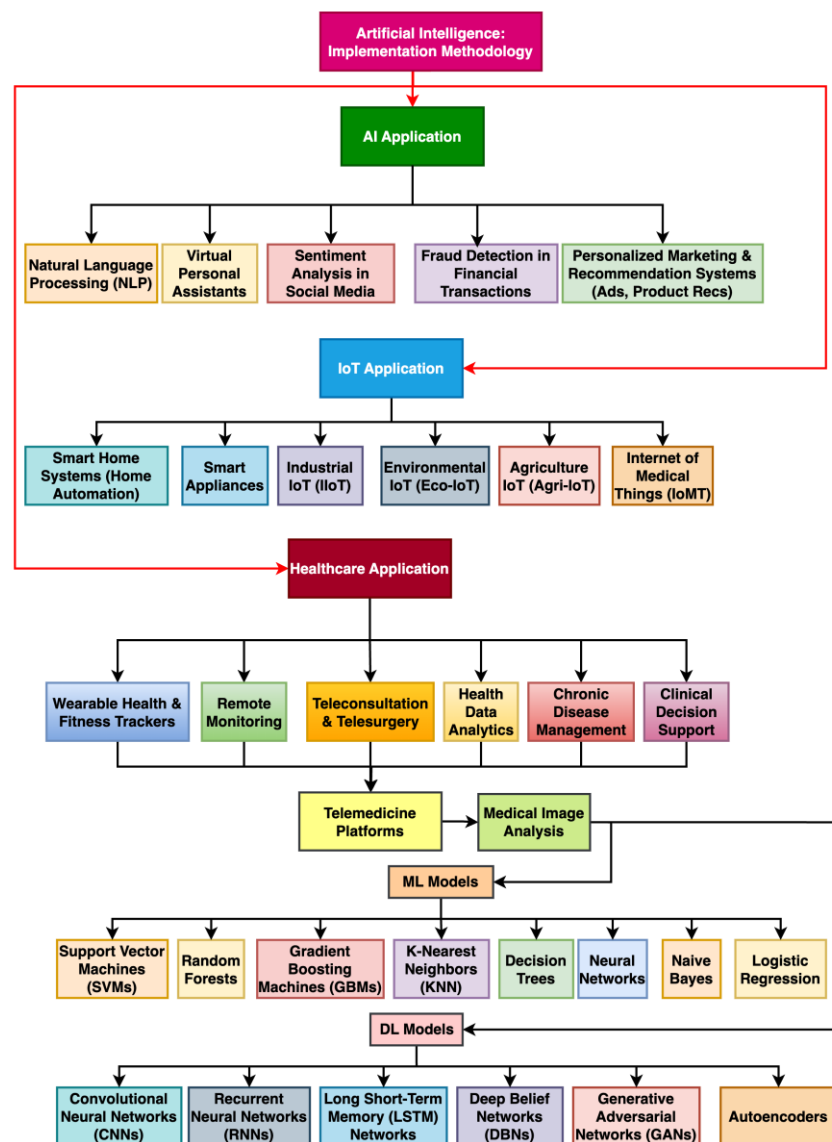 Artificial Intelligence:
Implementation Methodology
AI Application
Natural Language
Processing (NLP)
Virtual
Personal
Assistants
Sentiment
Analysis in
Social Media
Fraud Detection in
Financial
Transactions
Personalized Marketing &
Recommendation Systems
(Ads, Product Recs)
IoT Application
Smart Home
Systems (Home
Automation)
Smart
Appliances
Industrial
IoT (IIoT)
Environmental
IoT (Eco-IoT)
Agriculture
IoT (Agri-IoT)
Internet of
Medical
Things (IoMT)
Healthcare Application
Wearable Health &
Fitness Trackers
Remote
Monitoring
Teleconsultation
& Telesurgery
Health
Data
Analytics
Chronic
Disease
Management
Clinical
Decision
Support
Telemedicine
Platforms
Medical Image
Analysis
ML Models
Support Vector
Machines
(SVMs)
Random
Forests
Gradient
Boosting
Machines (GBMs)
K-Nearest
Neighbors
(KNN)
Decision
Trees
Neural
Networks
Naive
Bayes
Logistic
Regression
DL Models
Convolutional
Neural Networks
(CNNs)
Recurrent
Neural Networks
(RNNs)
Long Short-Term
Memory (LSTM)
Networks
Deep Belief
Networks
(DBNs)
Generative
Adversarial
Networks (GANs)
Autoencoders